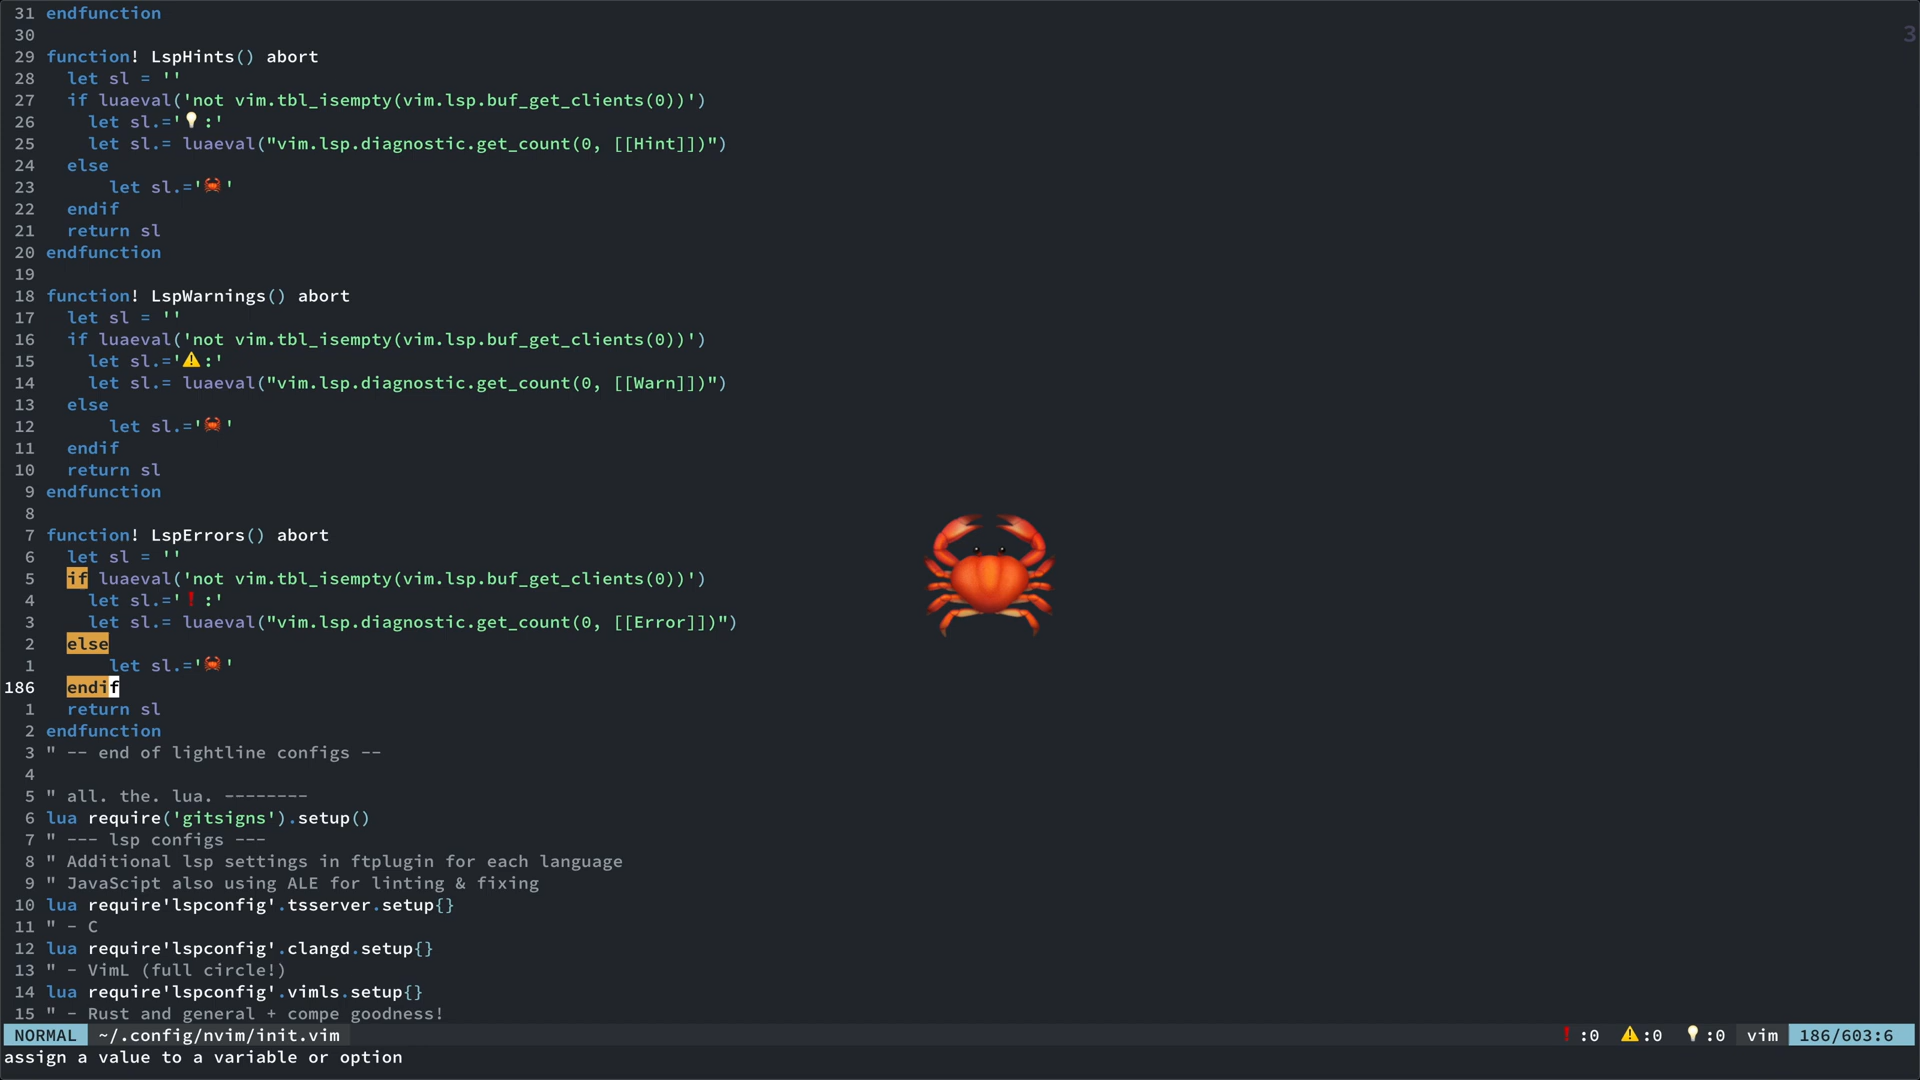 31 endfunction
30
29 function! LspHints() abort
28   let sl = ''
27   if luaeval('not vim.tbl_isempty(vim.lsp.buf_get_clients(0))')
26     let sl.='💡:'
25     let sl.= luaeval("vim.lsp.diagnostic.get_count(0, [[Hint]])")
24   else
23       let sl.='🦀'
22   endif
21   return sl
20 endfunction
19
18 function! LspWarnings() abort
17   let sl = ''
16   if luaeval('not vim.tbl_isempty(vim.lsp.buf_get_clients(0))')
15     let sl.='⚠️:'
14     let sl.= luaeval("vim.lsp.diagnostic.get_count(0, [[Warn]])")
13   else
12       let sl.='🦀'
11   endif
10   return sl
9 endfunction
8
7 function! LspErrors() abort
6   let sl = ''
5   if luaeval('not vim.tbl_isempty(vim.lsp.buf_get_clients(0))')
4     let sl.='❗:'
3     let sl.= luaeval("vim.lsp.diagnostic.get_count(0, [[Error]])")
2   else
1       let sl.='🦀'
186   endif
1   return sl
2 endfunction
3 " -- end of lightline configs --
4
5 " all. the. lua. --------
6 lua require('gitsigns').setup()
7 " --- lsp configs ---
8 " Additional lsp settings in ftplugin for each language
9 " JavaScipt also using ALE for linting & fixing
10 lua require'lspconfig'.tsserver.setup{}
11 " - C
12 lua require'lspconfig'.clangd.setup{}
13 " - VimL (full circle!)
14 lua require'lspconfig'.vimls.setup{}
15 " - Rust and general + compe goodness!
3
NORMAL ~/.config/nvim/init.vim ❗:0 ⚠️:0 💡:0 vim 186/603:6
assign a value to a variable or option